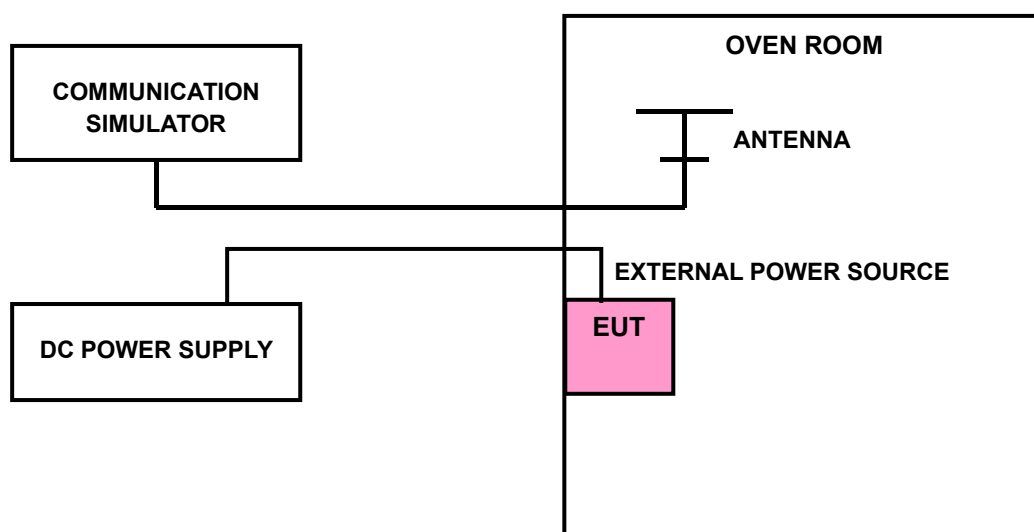 OVEN ROOM
COMMUNICATION
SIMULATOR
ANTENNA
EXTERNAL POWER SOURCE
EUT
DC POWER SUPPLY